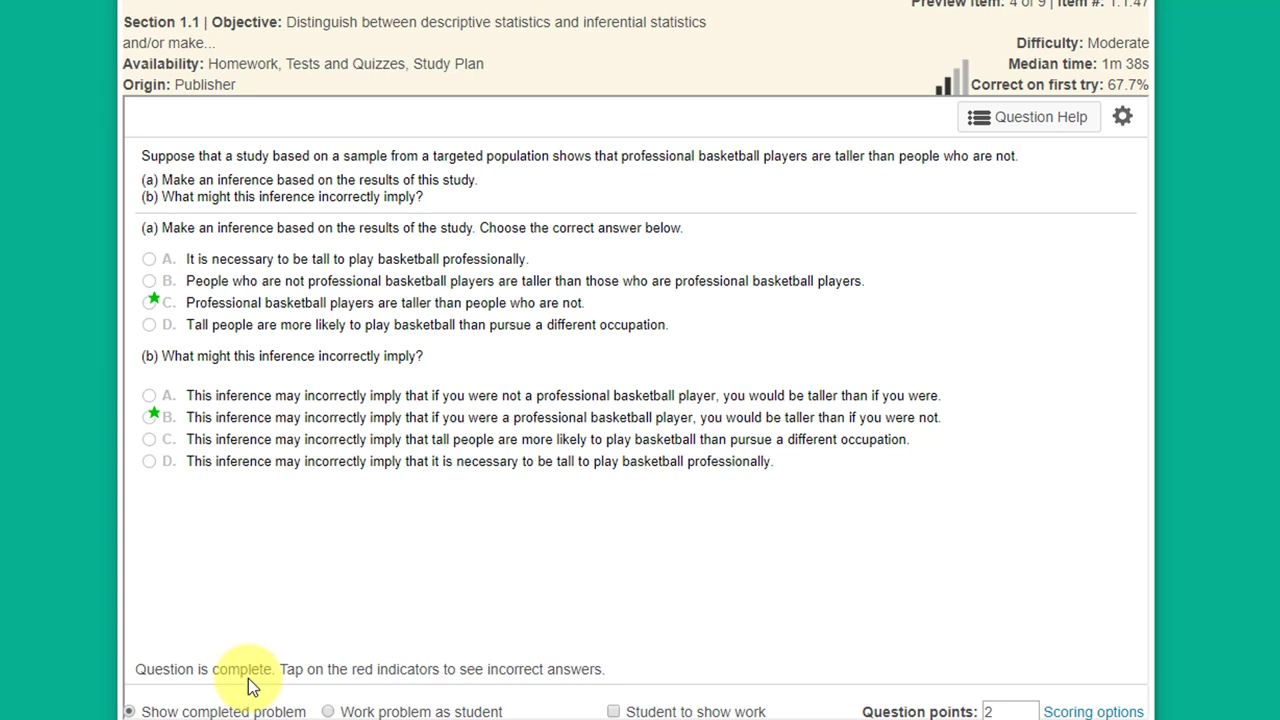 Preview Item: 4 of 9 | Item #: 1.1.47
Section 1.1 | Objective: Distinguish between descriptive statistics and inferential statistics
and/or make...
Difficulty: Moderate
Availability: Homework, Tests and Quizzes, Study Plan
Median time: 1m 38s
Origin: Publisher
Correct on first try: 67.7%
Question Help
Suppose that a study based on a sample from a targeted population shows that professional basketball players are taller than people who are not.
(a) Make an inference based on the results of this study.
(b) What might this inference incorrectly imply?
(a) Make an inference based on the results of the study. Choose the correct answer below.
A. It is necessary to be tall to play basketball professionally.
B. People who are not professional basketball players are taller than those who are professional basketball players.
C. Professional basketball players are taller than people who are not.
D. Tall people are more likely to play basketball than pursue a different occupation.
(b) What might this inference incorrectly imply?
A. This inference may incorrectly imply that if you were not a professional basketball player, you would be taller than if you were.
B. This inference may incorrectly imply that if you were a professional basketball player, you would be taller than if you were not.
C. This inference may incorrectly imply that tall people are more likely to play basketball than pursue a different occupation.
D. This inference may incorrectly imply that it is necessary to be tall to play basketball professionally.
Question is complete. Tap on the red indicators to see incorrect answers.
Show completed problem Work problem as student Student to show work Question points: 2 Scoring options